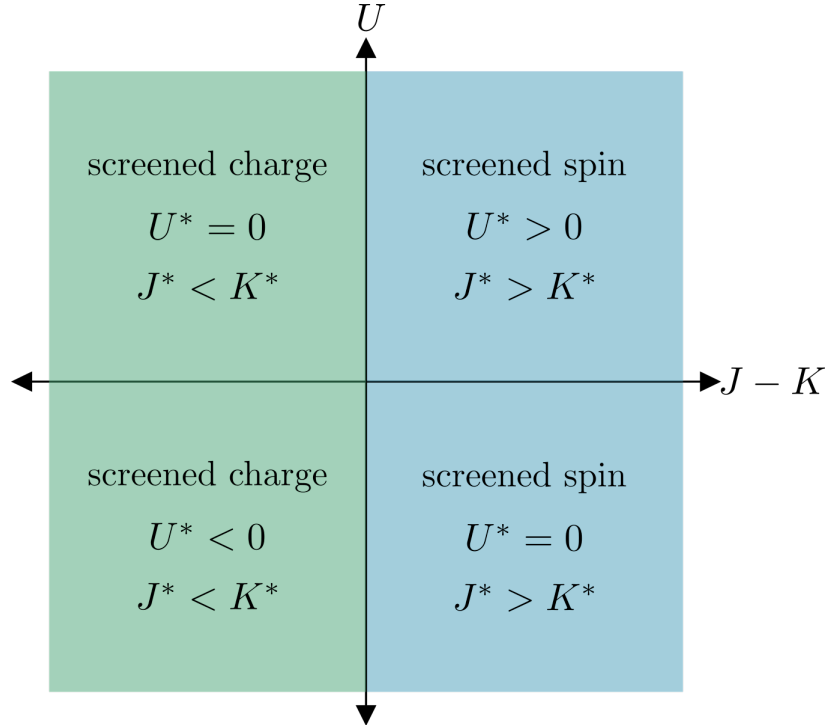 U
screened charge
U* = 0
J* < K*
screened spin
U* > 0
J* > K*
J − K
screened charge
U* < 0
J* < K*
screened spin
U* = 0
J* > K*